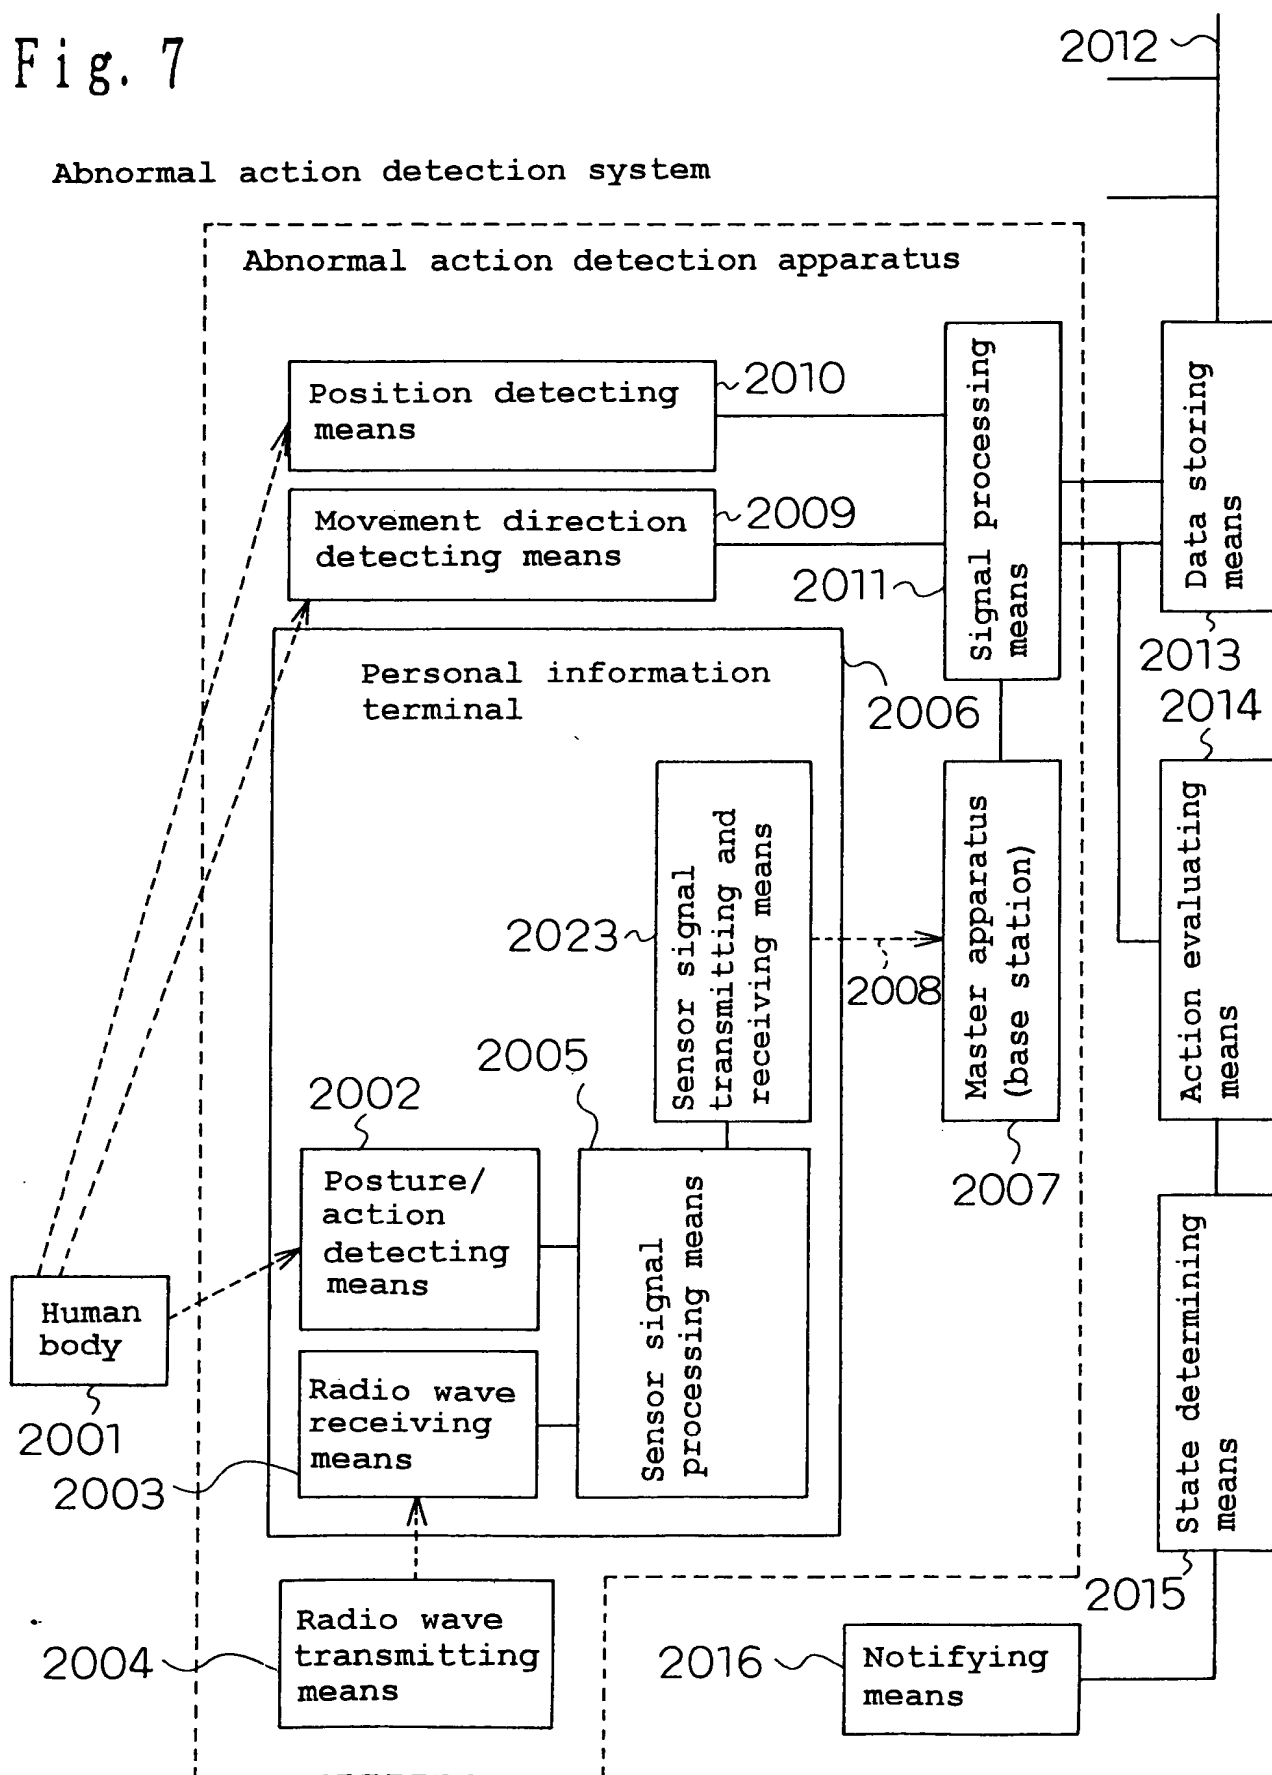 Fig. 7
2012
Abnormal action detection system
Abnormal action detection apparatus
Position detecting
means
2010
Movement direction
detecting means
2009
2011
Signal processing
means
Data storing
means
2013
Personal information
terminal
2006
2014
Sensor signal
transmitting and
receiving means
2023
2008
Master apparatus
(base station)
2007
Action evaluating
means
2005
2002
Posture/
action
detecting
means
Sensor signal
processing means
Human
body
2001
Radio wave
receiving
means
2003
State determining
means
2015
Radio wave
transmitting
means
2004
2016
Notifying
means